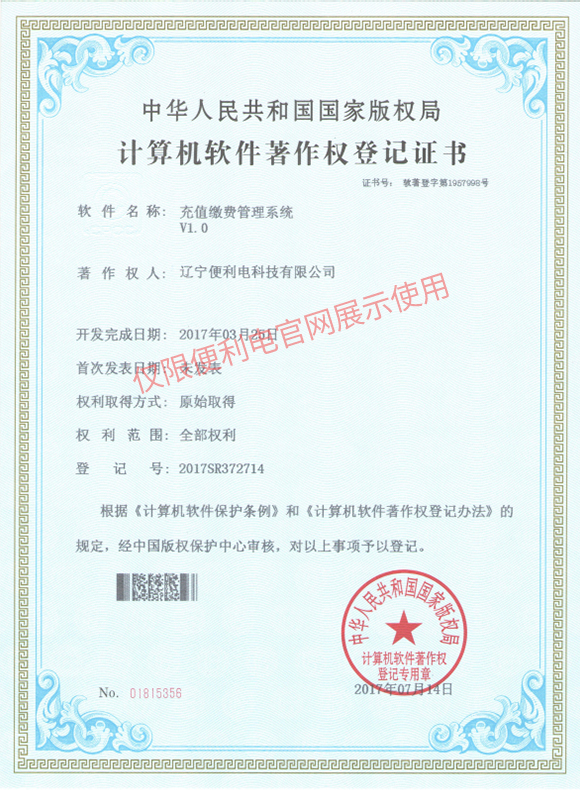 中华人民共和国国家版权局
计算机软件著作权登记证书
证书号： 软著登字第1957998号
软件名称： 充值缴费管理系统
V1.0
著作权人： 辽宁便利电科技有限公司
开发完成日期： 2017年03月26日
首次发表日期： 未发表
权利取得方式： 原始取得
权利范围： 全部权利
登记号： 2017SR372714
根据《计算机软件保护条例》和《计算机软件著作权登记办法》的
规定，经中国版权保护中心审核，对以上事项予以登记。
仅限便利电官网展示使用
中华人民共和国国家版权局
计算机软件著作权
登记专用章
2017年07月14日
No. 01815356